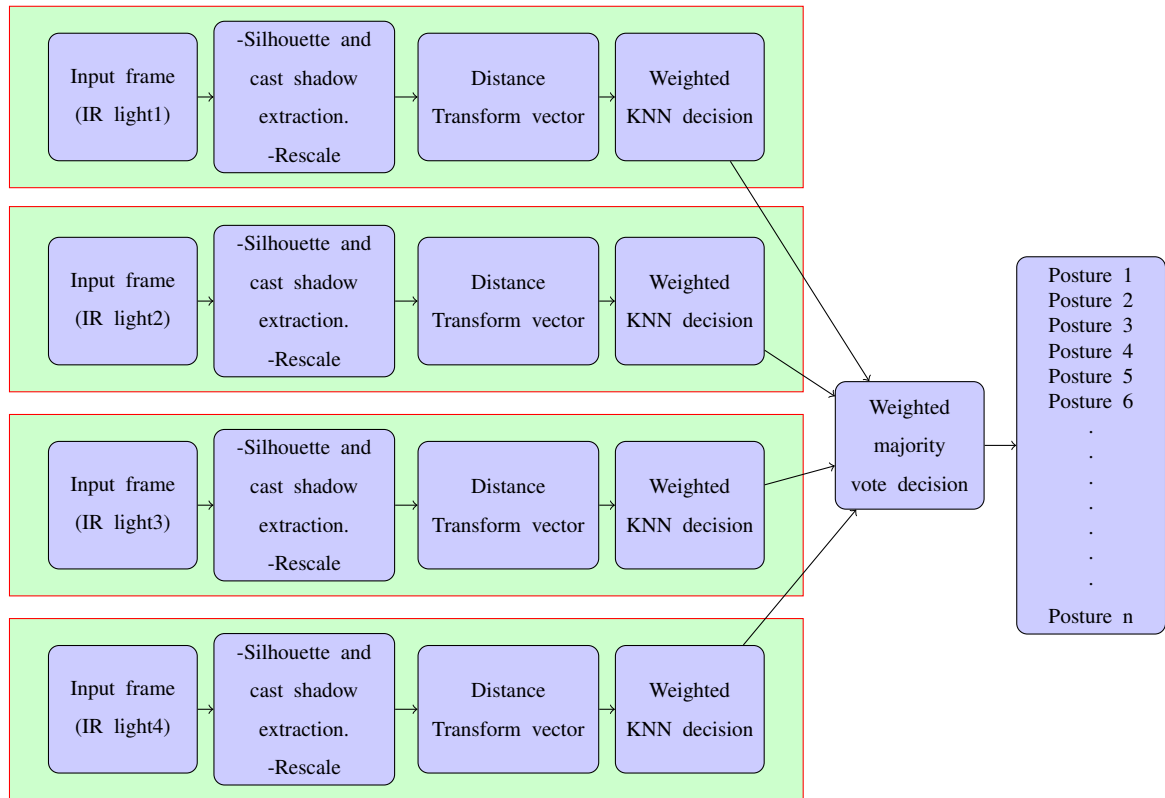 Input frame
(IR light1)
-Silhouette and
cast shadow
extraction.
-Rescale
Distance
Transform vector
Weighted
KNN decision
Input frame
(IR light2)
-Silhouette and
cast shadow
extraction.
-Rescale
Distance
Transform vector
Weighted
KNN decision
Input frame
(IR light3)
-Silhouette and
cast shadow
extraction.
-Rescale
Distance
Transform vector
Weighted
KNN decision
Input frame
(IR light4)
-Silhouette and
cast shadow
extraction.
-Rescale
Distance
Transform vector
Weighted
KNN decision
Weighted
majority
vote decision
Posture 1
Posture 2
Posture 3
Posture 4
Posture 5
Posture 6
.
.
.
.
.
.
.
Posture n